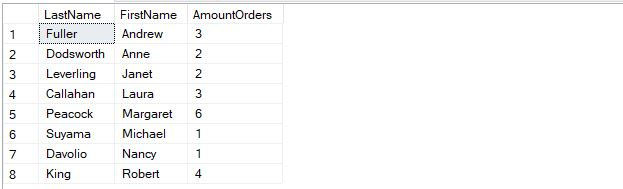 LastName FirstName AmountOrders
1 Fuller Andrew 3
2 Dodsworth Anne 2
3 Leverling Janet 2
4 Callahan Laura 3
5 Peacock Margaret 6
6 Suyama Michael 1
7 Davolio Nancy 1
8 King Robert 4